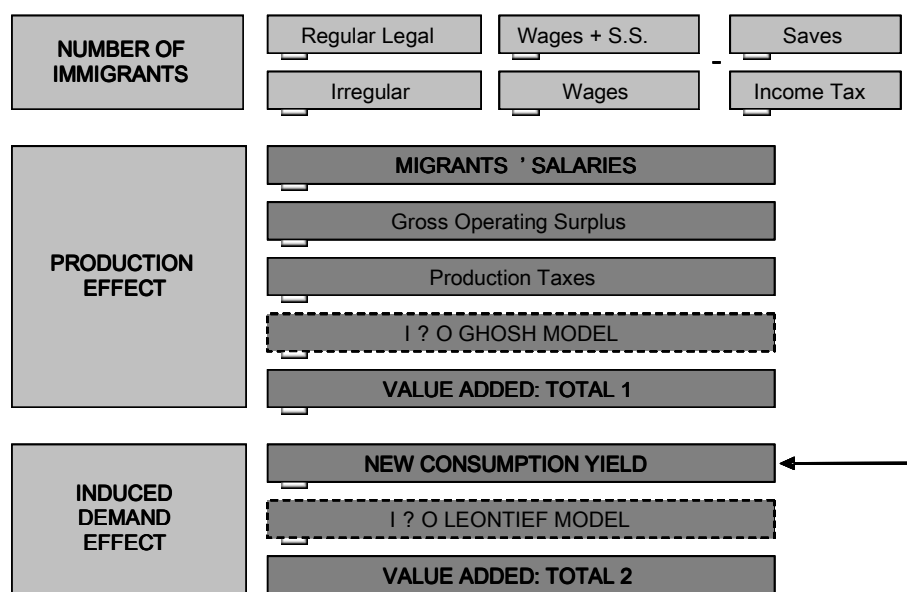 NUMBER OF
IMMIGRANTS
Regular Legal
Wages + S.S.
-
Saves
Irregular
Wages
Income Tax
PRODUCTION
EFFECT
MIGRANTS ' SALARIES
Gross Operating Surplus
Production Taxes
I ? O GHOSH MODEL
VALUE ADDED: TOTAL 1
INDUCED
DEMAND
EFFECT
NEW CONSUMPTION YIELD
I ? O LEONTIEF MODEL
VALUE ADDED: TOTAL 2